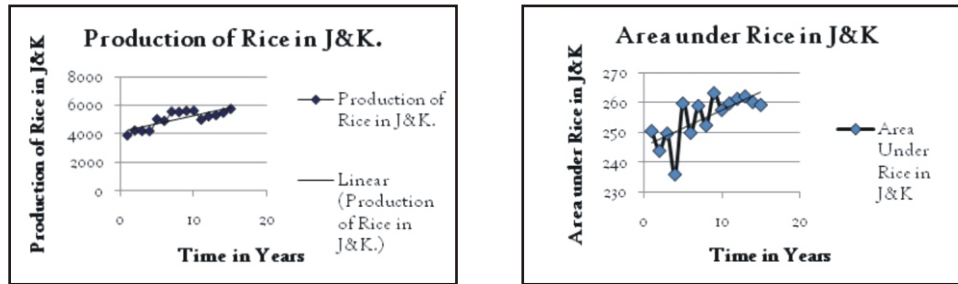 Production of Rice in J&K.
Production of Rice in J&K
8000
6000
4000
2000
0
0 10 20
Time in Years
Production of
Rice in J&K.
Linear
(Production
of Rice in
J&K.)
Area under Rice in J&K
Area under Rice in J&K
270
260
250
240
230
0 10 20
Time in Years
Area
Under
Rice in
J&K